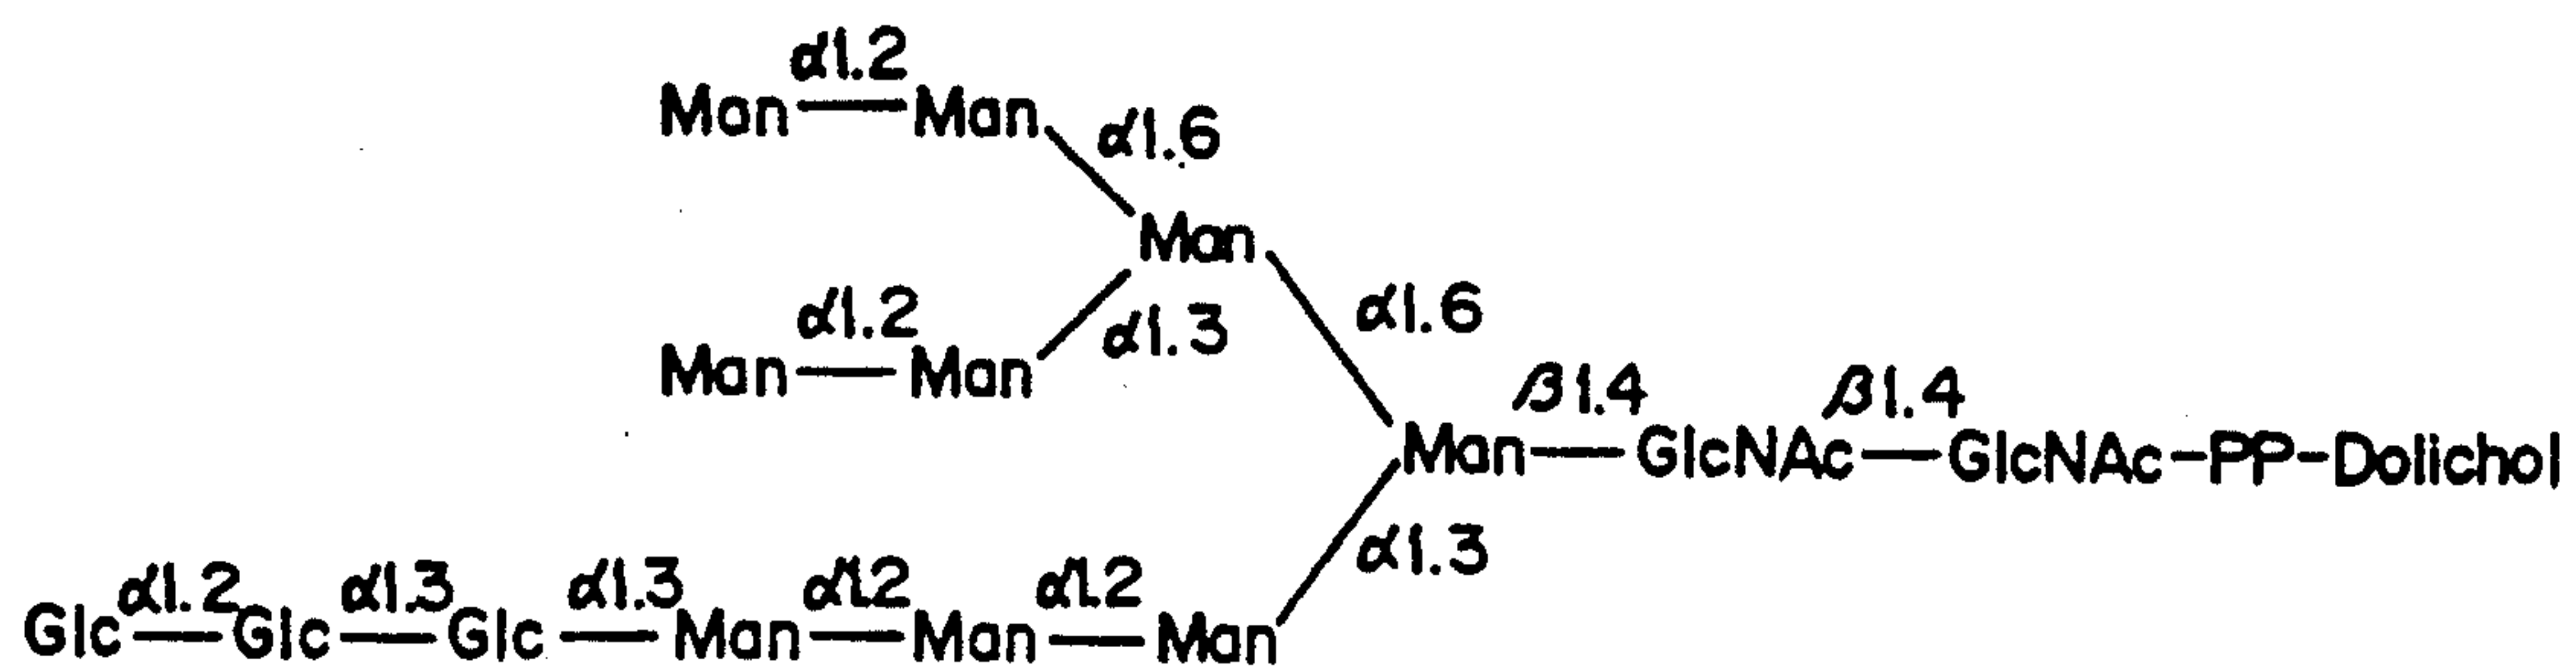 α1.2
Man—Man
α1.6
Man
α1.2
α1.3
α1.6
Man—Man
β1.4 β1.4
Man—GlcNAc—GlcNAc-PP-Dolichol
α1.3
α1.2 α1.3 α1.3 α1.2 α1.2
Glc—Glc—Glc—Man—Man—Man